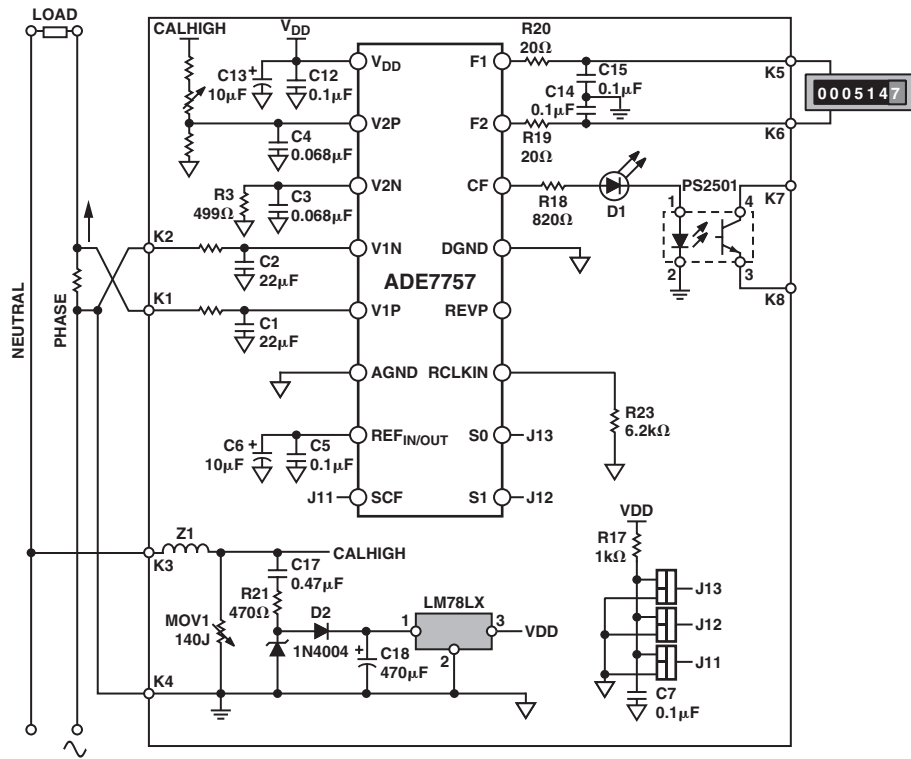 LOAD
NEUTRAL
PHASE
CALHIGH
VDD
C13
10μF
+
C12
0.1μF
C4
0.068μF
R3
499Ω
C3
0.068μF
K2
C2
22μF
K1
C1
22μF
C6
10μF
+
C5
0.1μF
J11
VDD
V2P
V2N
V1N
V1P
AGND
REFIN/OUT
SCF
ADE7757
F1
F2
CF
DGND
REVP
RCLKIN
S0
S1
R20
20Ω
C15
0.1μF
C14
0.1μF
R19
20Ω
K5
K6
0005147
R18
820Ω
D1
PS2501
1
4
2
3
K7
K8
R23
6.2kΩ
J13
J12
Z1
K3
CALHIGH
C17
0.47μF
R21
470Ω
MOV1
140J
D2
1N4004
C18
470μF
+
LM78LX
1
3
2
VDD
K4
VDD
R17
1kΩ
J13
J12
J11
C7
0.1μF